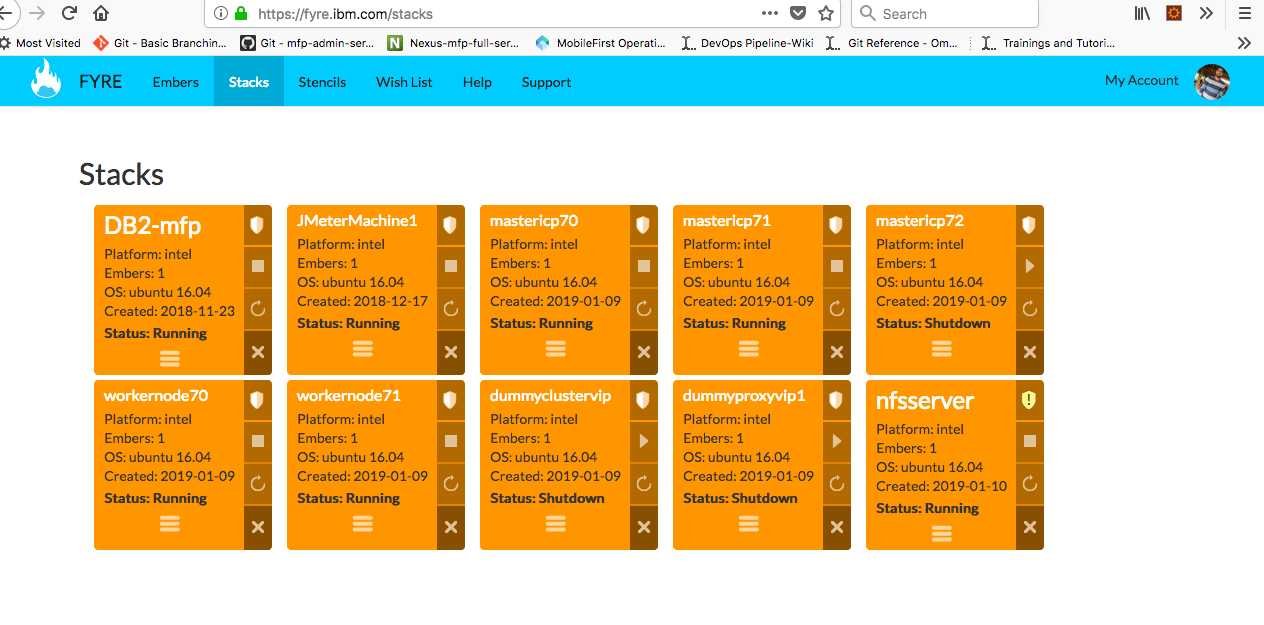 https://fyre.ibm.com/stacks
Search
Most Visited
Git - Basic Branchin...
Git - mfp-admin-ser...
Nexus-mfp-full-ser...
MobileFirst Operati...
DevOps Pipeline-Wiki
Git Reference - Om...
Trainings and Tutori...
FYRE
Embers
Stacks
Stencils
Wish List
Help
Support
My Account
Stacks
DB2-mfp
Platform: intel
Embers: 1
OS: ubuntu 16.04
Created: 2018-11-23
Status: Running
JMeterMachine1
Platform: intel
Embers: 1
OS: ubuntu 16.04
Created: 2018-12-17
Status: Running
mastericp70
Platform: intel
Embers: 1
OS: ubuntu 16.04
Created: 2019-01-09
Status: Running
mastericp71
Platform: intel
Embers: 1
OS: ubuntu 16.04
Created: 2019-01-09
Status: Running
mastericp72
Platform: intel
Embers: 1
OS: ubuntu 16.04
Created: 2019-01-09
Status: Shutdown
workernode70
Platform: intel
Embers: 1
OS: ubuntu 16.04
Created: 2019-01-09
Status: Running
workernode71
Platform: intel
Embers: 1
OS: ubuntu 16.04
Created: 2019-01-09
Status: Running
dummyclustervip
Platform: intel
Embers: 1
OS: ubuntu 16.04
Created: 2019-01-09
Status: Shutdown
dummyproxyvip1
Platform: intel
Embers: 1
OS: ubuntu 16.04
Created: 2019-01-09
Status: Shutdown
nfsserver
Platform: intel
Embers: 1
OS: ubuntu 16.04
Created: 2019-01-10
Status: Running